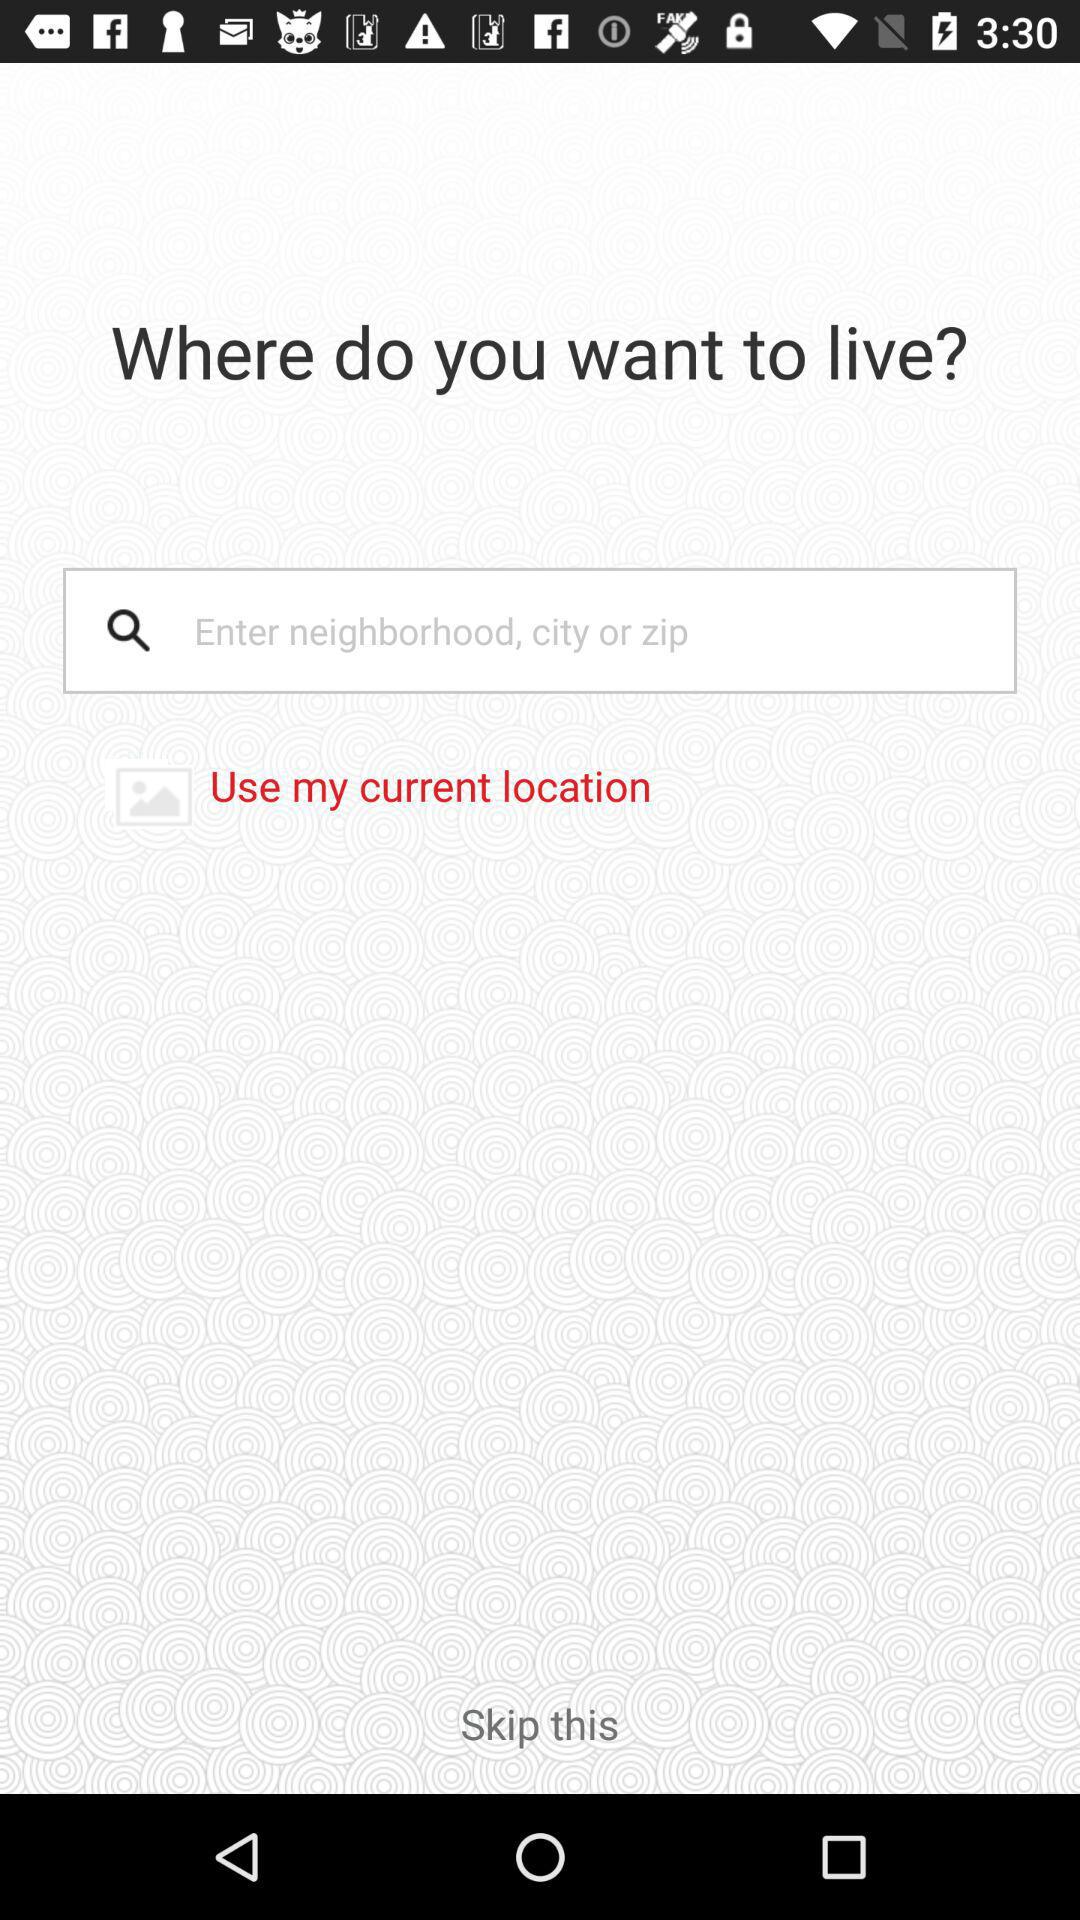 FAKE
3:30
Where do you want to live?
Enter neighborhood, city or zip
Use my current location
Skip this